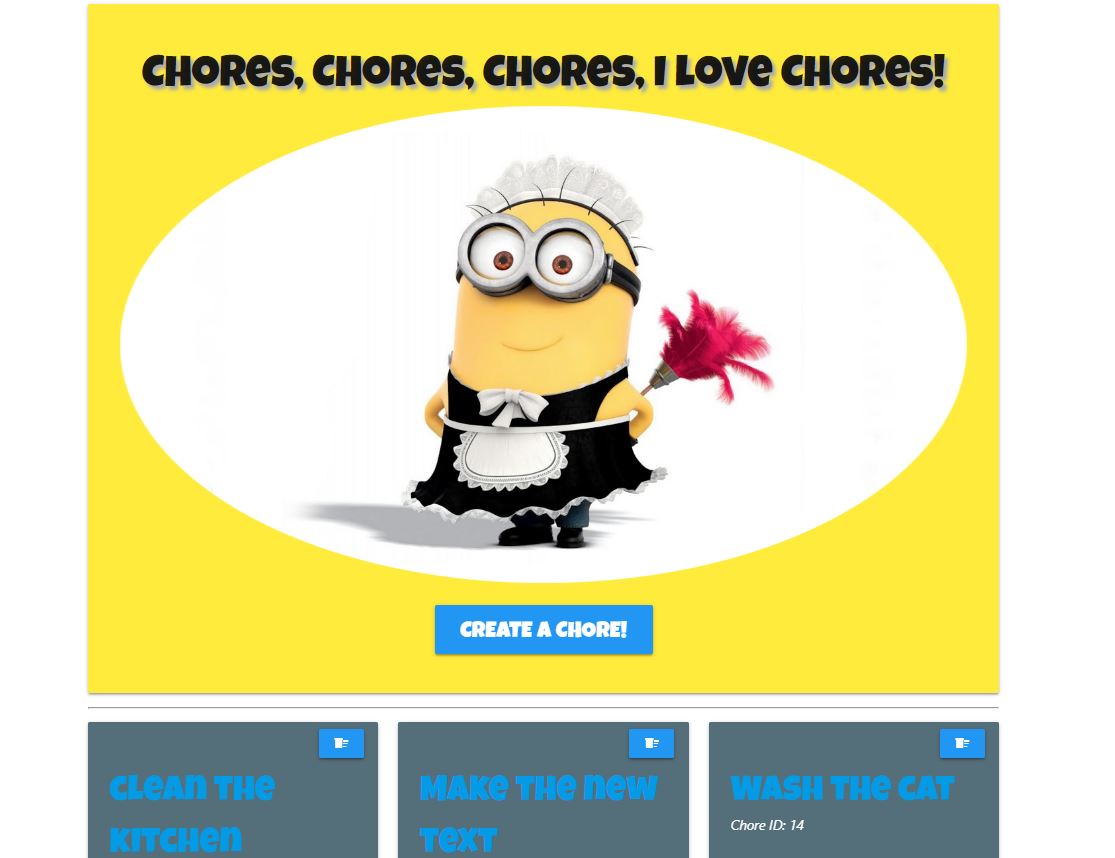 CHORES, CHORES, CHORES, I LOVE CHORES!
CREATE A CHORE!
Clean the
Kitchen
Make the new
Text
Wash the Cat
Chore ID: 14